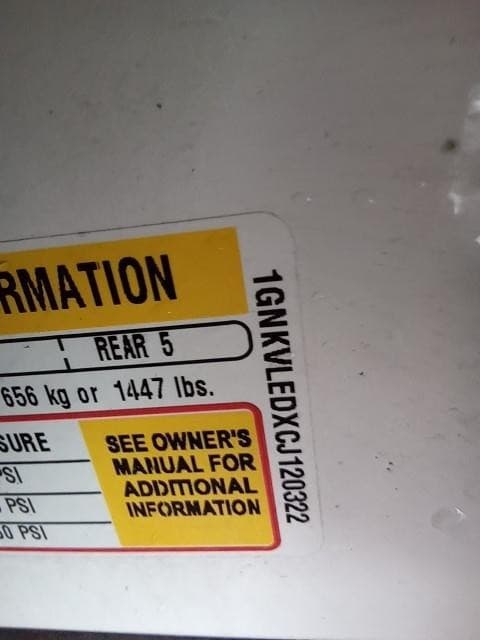 RMATION
REAR 5
656 kg or 1447 lbs.
SURE
PSI
PSI
0 PSI
SEE OWNER'S
MANUAL FOR
ADDITIONAL
INFORMATION
1GNKVLEDXCJ120322